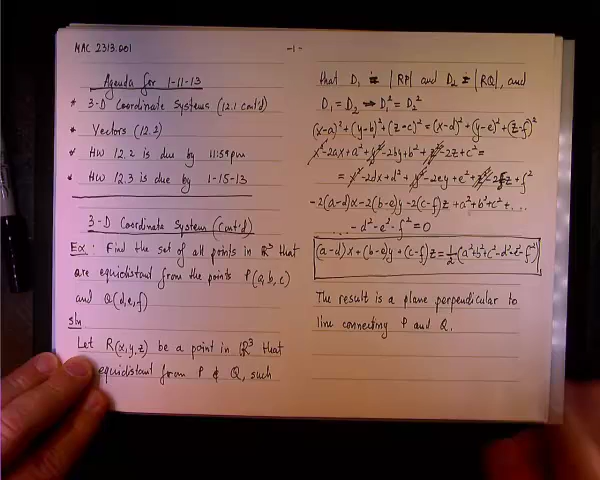 MAC 2313.001
-1-
Agenda for 1-11-13
* 3-D Coordinate Systems (12.1 Cont'd)
* Vectors (12.2)
* HW 12.2 is due by 11:59pm
* HW 12.3 is due by 1-15-13
3-D Coordinate System (Cont'd)
Ex: Find the set of all points in ℝ³ that
are equidistant from the points P(a,b,c)
and Q(d,e,f)
Sln
Let R(x,y,z) be a point in ℝ³ that
equidistant from P & Q, such
that D₁ = |RP| and D₂ = |RQ|, and
D₁ = D₂ ⇒ D₁² = D₂²
(x-a)²+(y-b)²+(z-c)² = (x-d)²+(y-e)²+(z-f)²
x²-2ax+a²+y²-2by+b²+z²-2z+c²=
= x²-2dx+d²+y²-2ey+e²+z²-2fz+f²
-2(a-d)x-2(b-e)y-2(c-f)z+a²+b²+c²+...
...-d²-e²-f²=0
(a-d)x+(b-e)y+(c-f)z=½(a²+b²+c²-d²-e²-f²)
The result is a plane perpendicular to
line connecting P and Q.